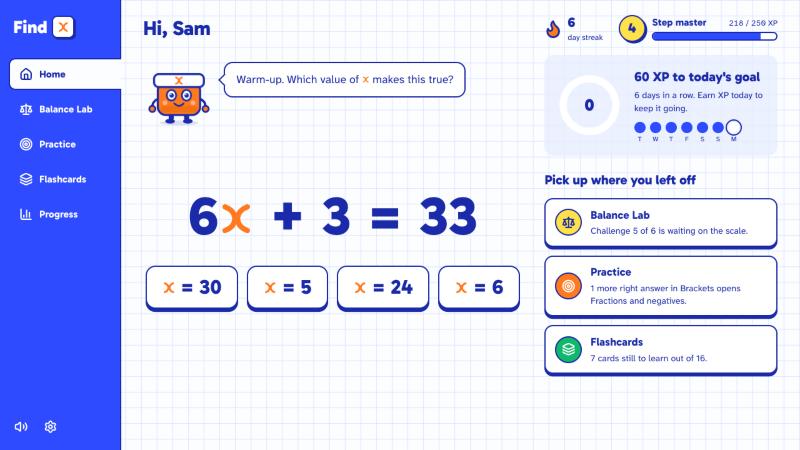 Find x
Home
Balance Lab
Practice
Flashcards
Progress
Hi, Sam
6
day streak
4
Step master
218 / 250 XP
x
Warm-up. Which value of x makes this true?
6x + 3 = 33
x = 30
x = 5
x = 24
x = 6
0
60 XP to today's goal
6 days in a row. Earn XP today to
keep it going.
T W T F S S M
Pick up where you left off
Balance Lab
Challenge 5 of 6 is waiting on the scale.
Practice
1 more right answer in Brackets opens
Fractions and negatives.
Flashcards
7 cards still to learn out of 16.